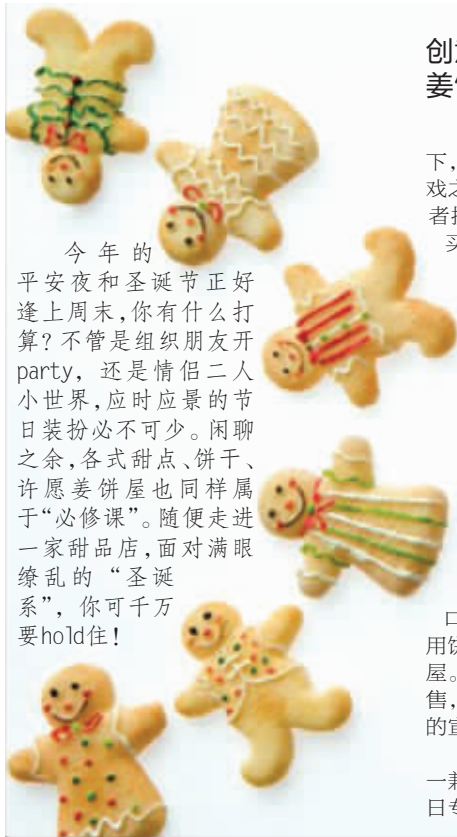 今年的
平安夜和圣诞节正好
逢上周末,你有什么打
算?不管是组织朋友开
party, 还是情侣二人
小世界,应时应景的节
日装扮必不可少。闲聊
之余,各式甜点、饼干、
许愿姜饼屋也同样属
于“必修课”。随便走进
一家甜品店,面对满眼
缭乱的“圣诞
系”, 你可千万
要hold住!
下,
戏之
者
口
用饼
屋。
售,
的宣
一兼
日专